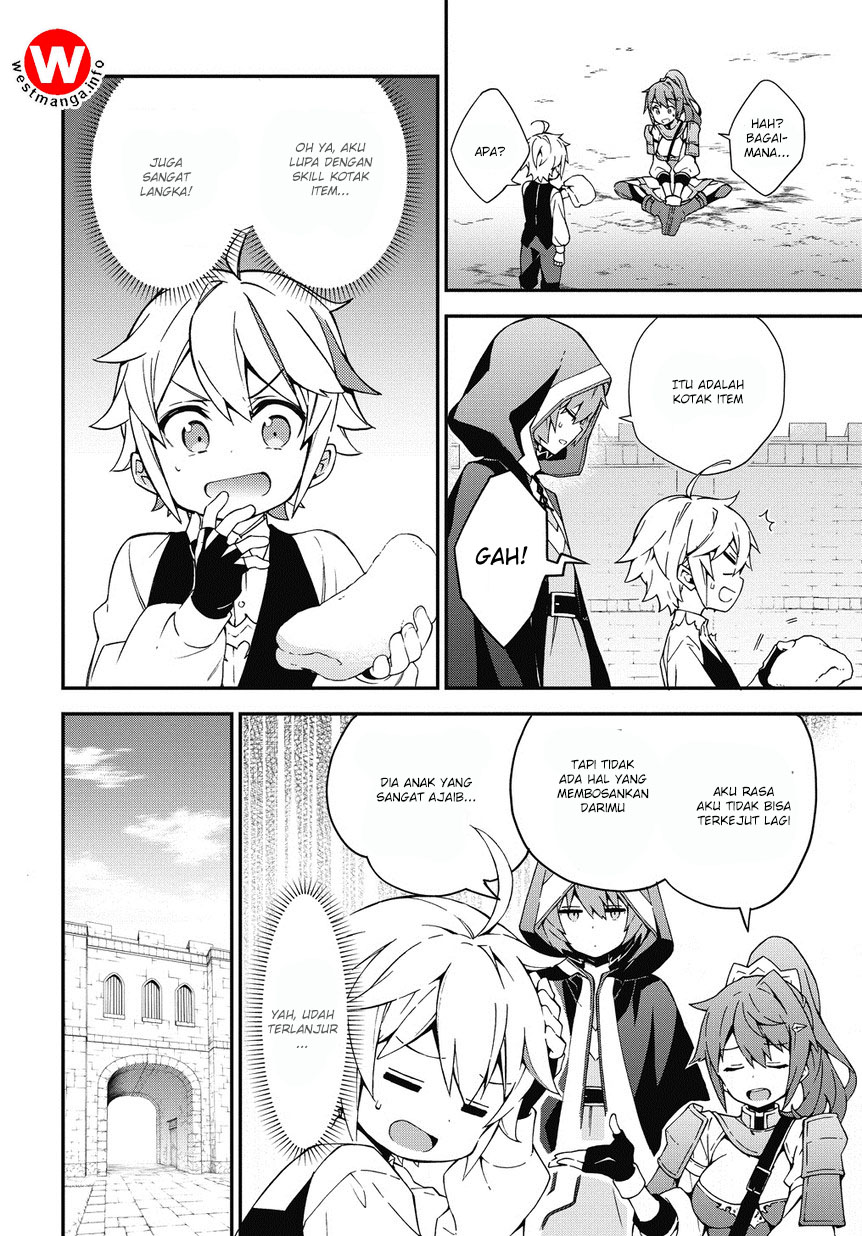 W
westmanga.info
HAH?
BAGAI-
MANA...
APA?
OH YA, AKU
LUPA DENGAN
SKILL KOTAK
ITEM...
JUGA
SANGAT
LANGKA!
ITU ADALAH
KOTAK ITEM
GAH!
AKU RASA
AKU TIDAK BISA
TERKEJUT LAGI
TAPI TIDAK
ADA HAL YANG
MEMBOSANKAN
DARIMU
DIA ANAK YANG
SANGAT AJAIB...
YAH, UDAH
TERLANJUR
...